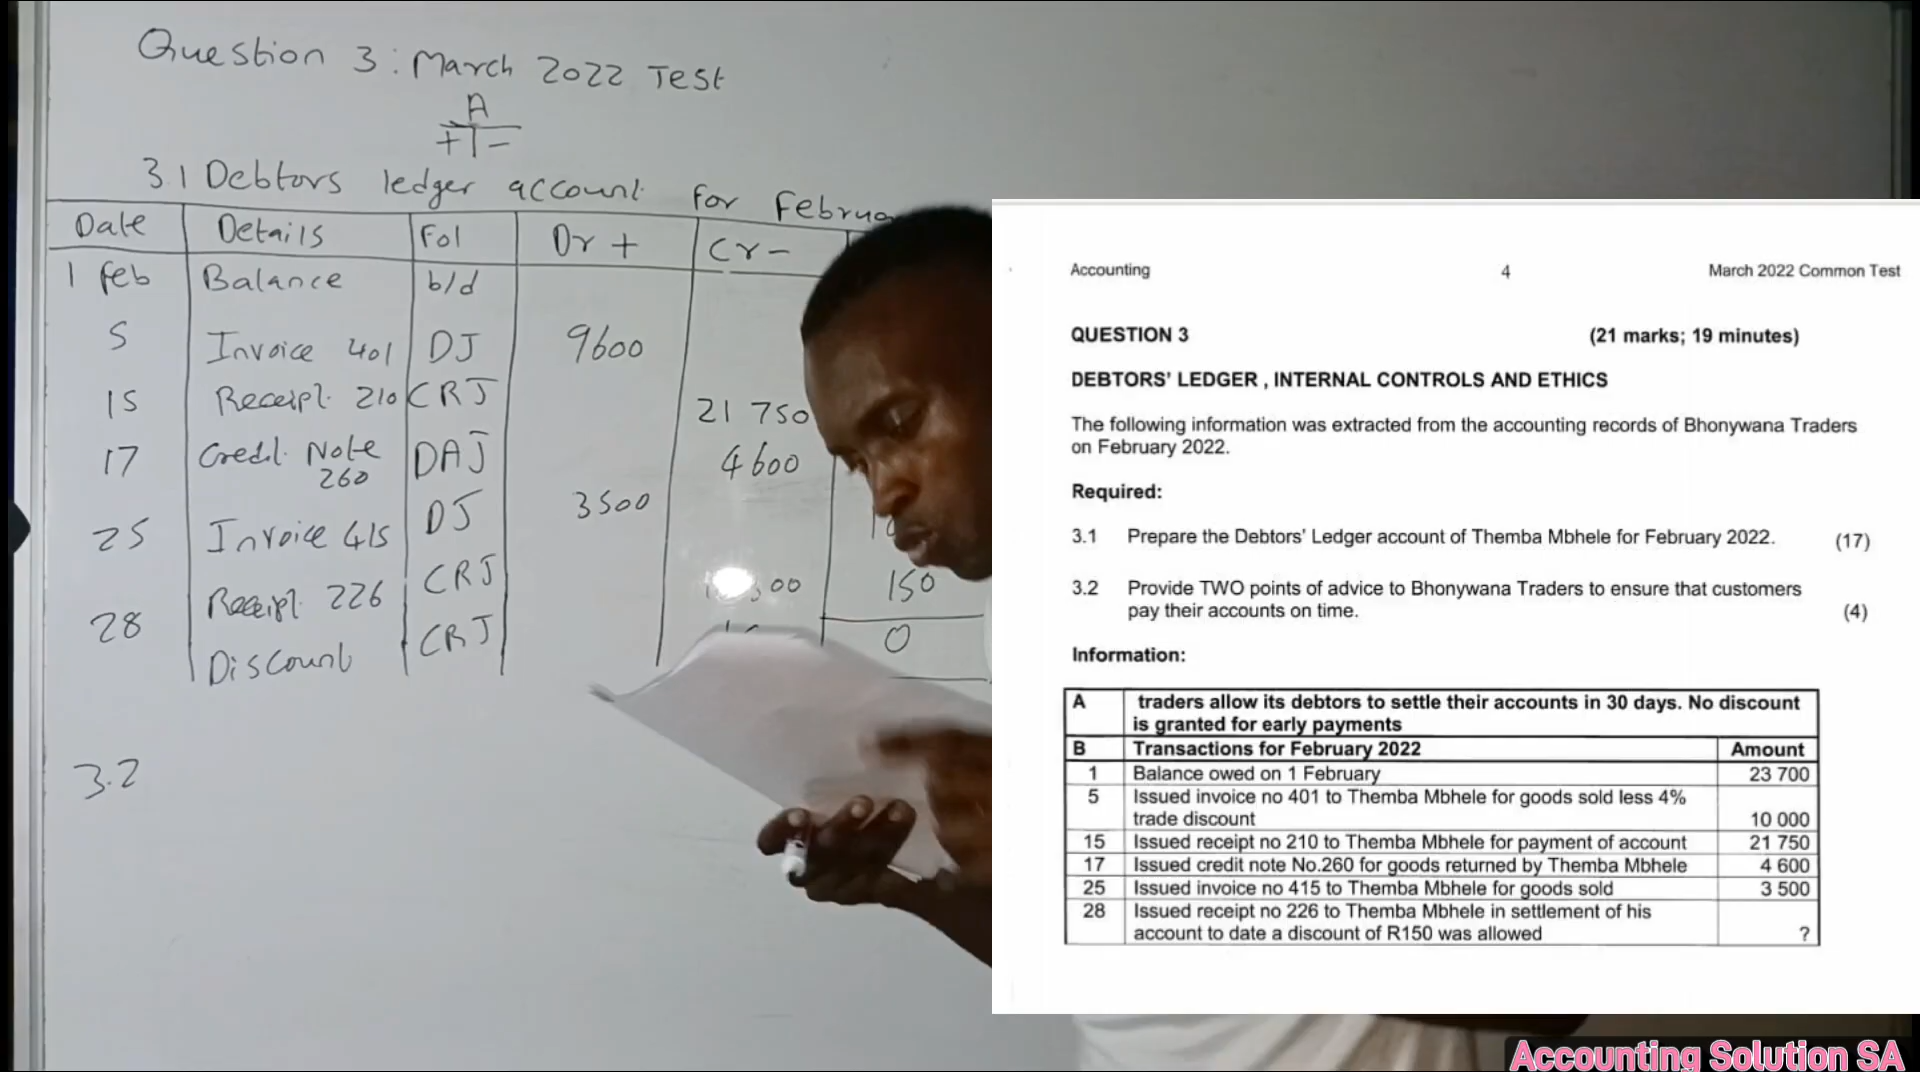 Question 3: March 2022 Test
A
+ -
3.1 Debtors ledger account for
Date Details Fol Dr + Cr -
1 feb Balance b/d
5 Invoice 401 DJ 9600
15 Receipt 210 CRJ 21 750
17 Credit Note 260 DAJ 4600
25 Invoice 415 DJ 3500
28 Receipt 226 CRJ 150
Discount CRJ 0
3.2
Accounting 4 March 2022 Common Test
QUESTION 3 (21 marks; 19 minutes)
DEBTORS' LEDGER , INTERNAL CONTROLS AND ETHICS
The following information was extracted from the accounting records of Bhonywana Traders
on February 2022.
Required:
3.1 Prepare the Debtors' Ledger account of Themba Mbhele for February 2022. (17)
3.2 Provide TWO points of advice to Bhonywana Traders to ensure that customers
pay their accounts on time. (4)
Information:
A traders allow its debtors to settle their accounts in 30 days. No discount
is granted for early payments
B Transactions for February 2022 Amount
1 Balance owed on 1 February 23 700
5 Issued invoice no 401 to Themba Mbhele for goods sold less 4%
trade discount 10 000
15 Issued receipt no 210 to Themba Mbhele for payment of account 21 750
17 Issued credit note No.260 for goods returned by Themba Mbhele 4 600
25 Issued invoice no 415 to Themba Mbhele for goods sold 3 500
28 Issued receipt no 226 to Themba Mbhele in settlement of his
account to date a discount of R150 was allowed ?
Accounting Solution SA